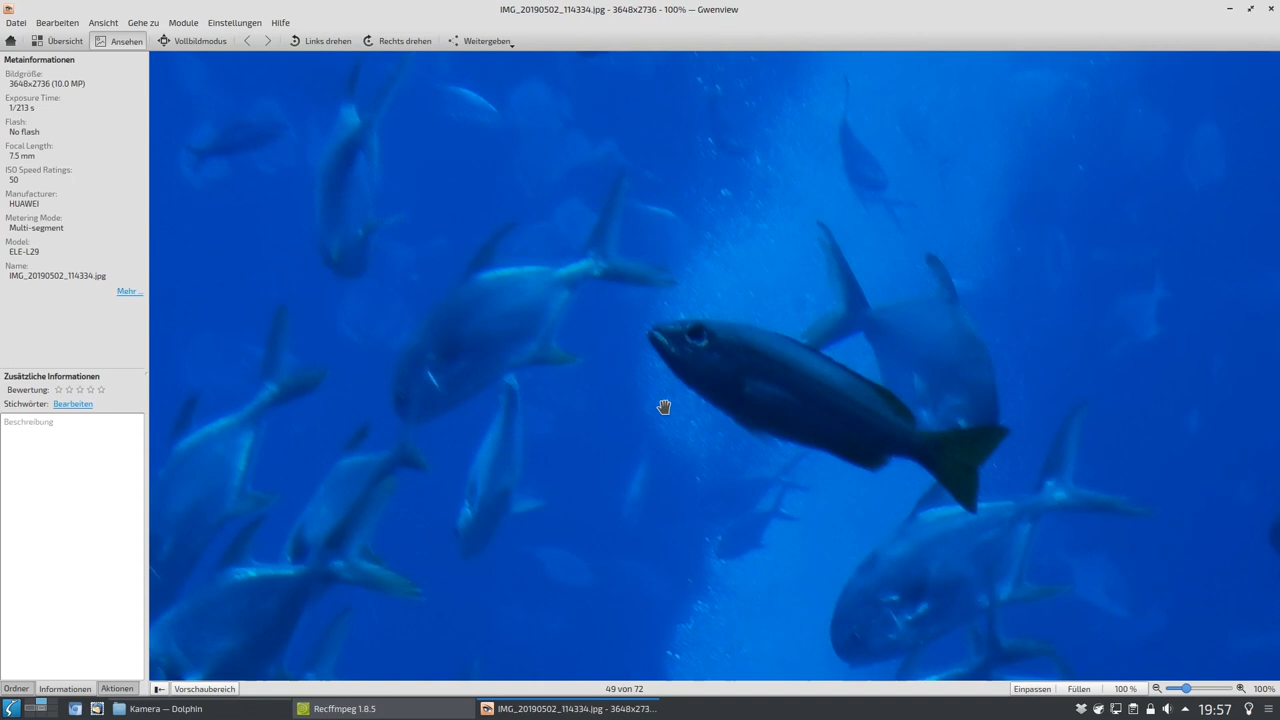 IMG_20190502_114334.jpg - 3648x2736 - 100% — Gwenview
Datei Bearbeiten Ansicht Gehe zu Module Einstellungen Hilfe
Übersicht Ansehen Vollbildmodus Links drehen Rechts drehen Weitergeben
Metainformationen
Bildgröße:
3648x2736 (10.0 MP)
Exposure Time:
1/213 s
Flash:
No flash
Focal Length:
7.5 mm
ISO Speed Ratings:
50
Manufacturer:
HUAWEI
Metering Mode:
Multi-segment
Model:
ELE-L29
Name:
IMG_20190502_114334.jpg
Mehr ...
Zusätzliche Informationen
Bewertung:
Stichwörter: Bearbeiten
Beschreibung
Ordner Informationen Aktionen Vorschaubereich 49 von 72 Einpassen Füllen 100 % 100%
Kamera — Dolphin Recffmpeg 1.8.5 IMG_20190502_114334.jpg - 3648x273... 19:57